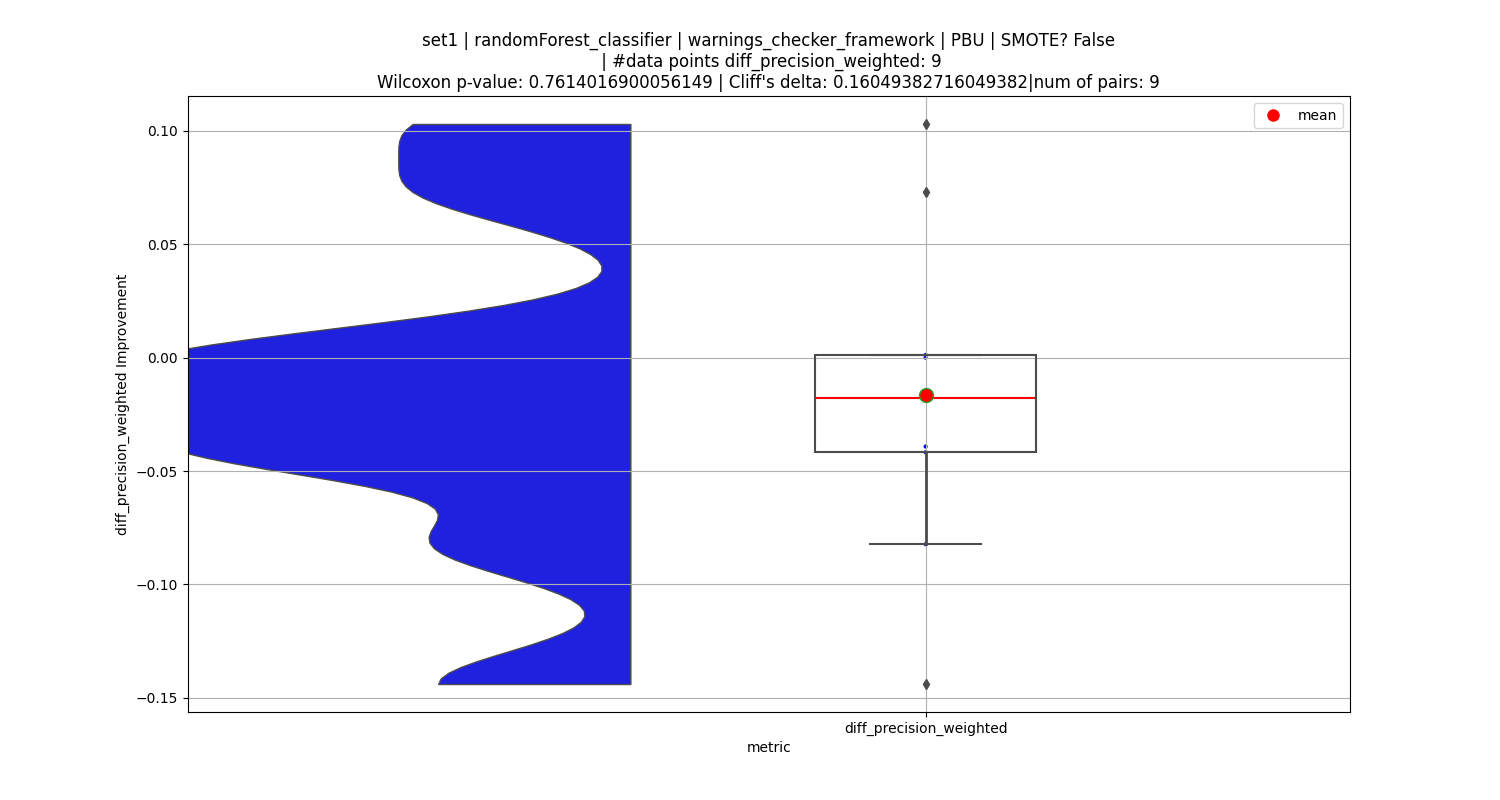 set1 | randomForest_classifier | warnings_checker_framework | PBU | SMOTE? False
| #data points diff_precision_weighted: 9
Wilcoxon p-value: 0.7614016900056149 | Cliff's delta: 0.16049382716049382|num of pairs: 9
mean
0.10
0.05
0.00
−0.05
−0.10
−0.15
diff_precision_weighted Improvement
diff_precision_weighted
metric